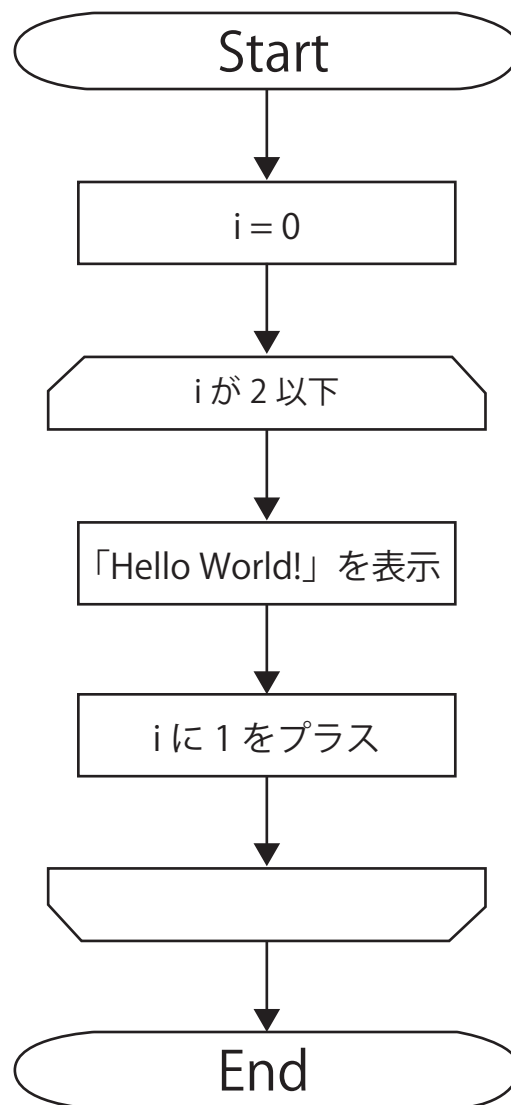 Start
i = 0
i が 2 以下
「Hello World!」を表示
i に 1 をプラス
End